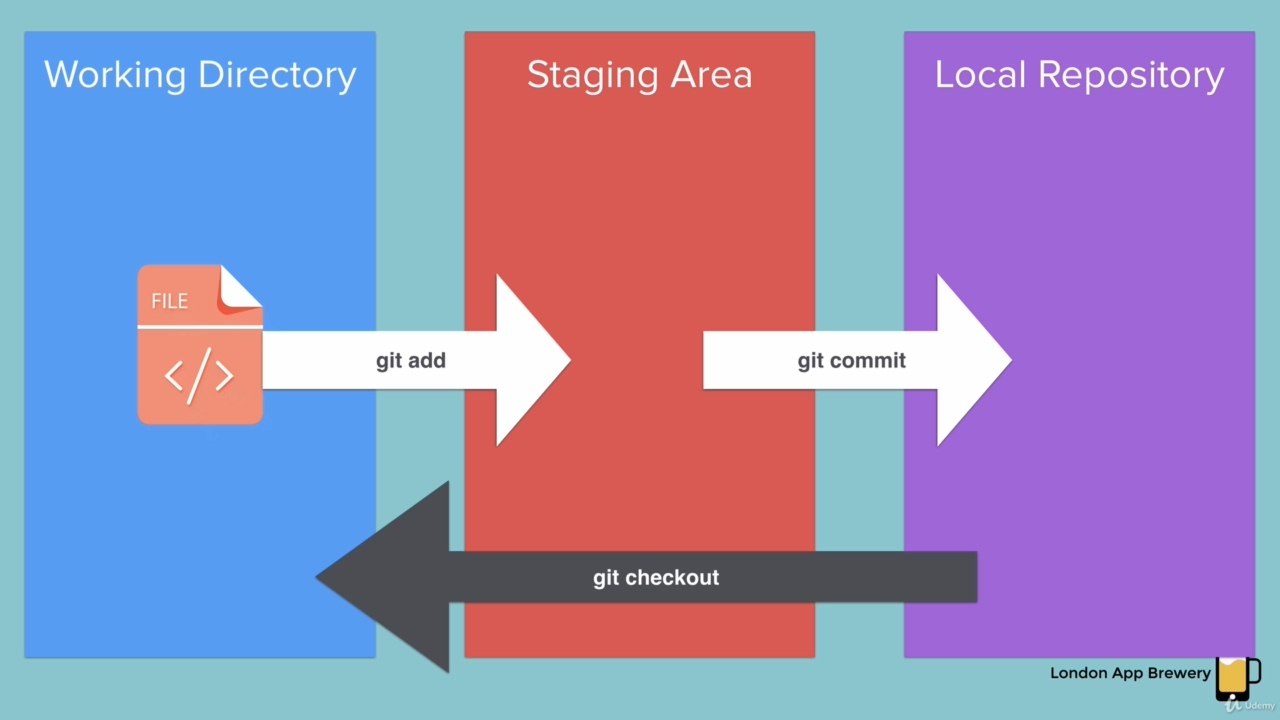 Working Directory
Staging Area
Local Repository
FILE
</>
git add
git commit
git checkout
London App Brewery
Udemy